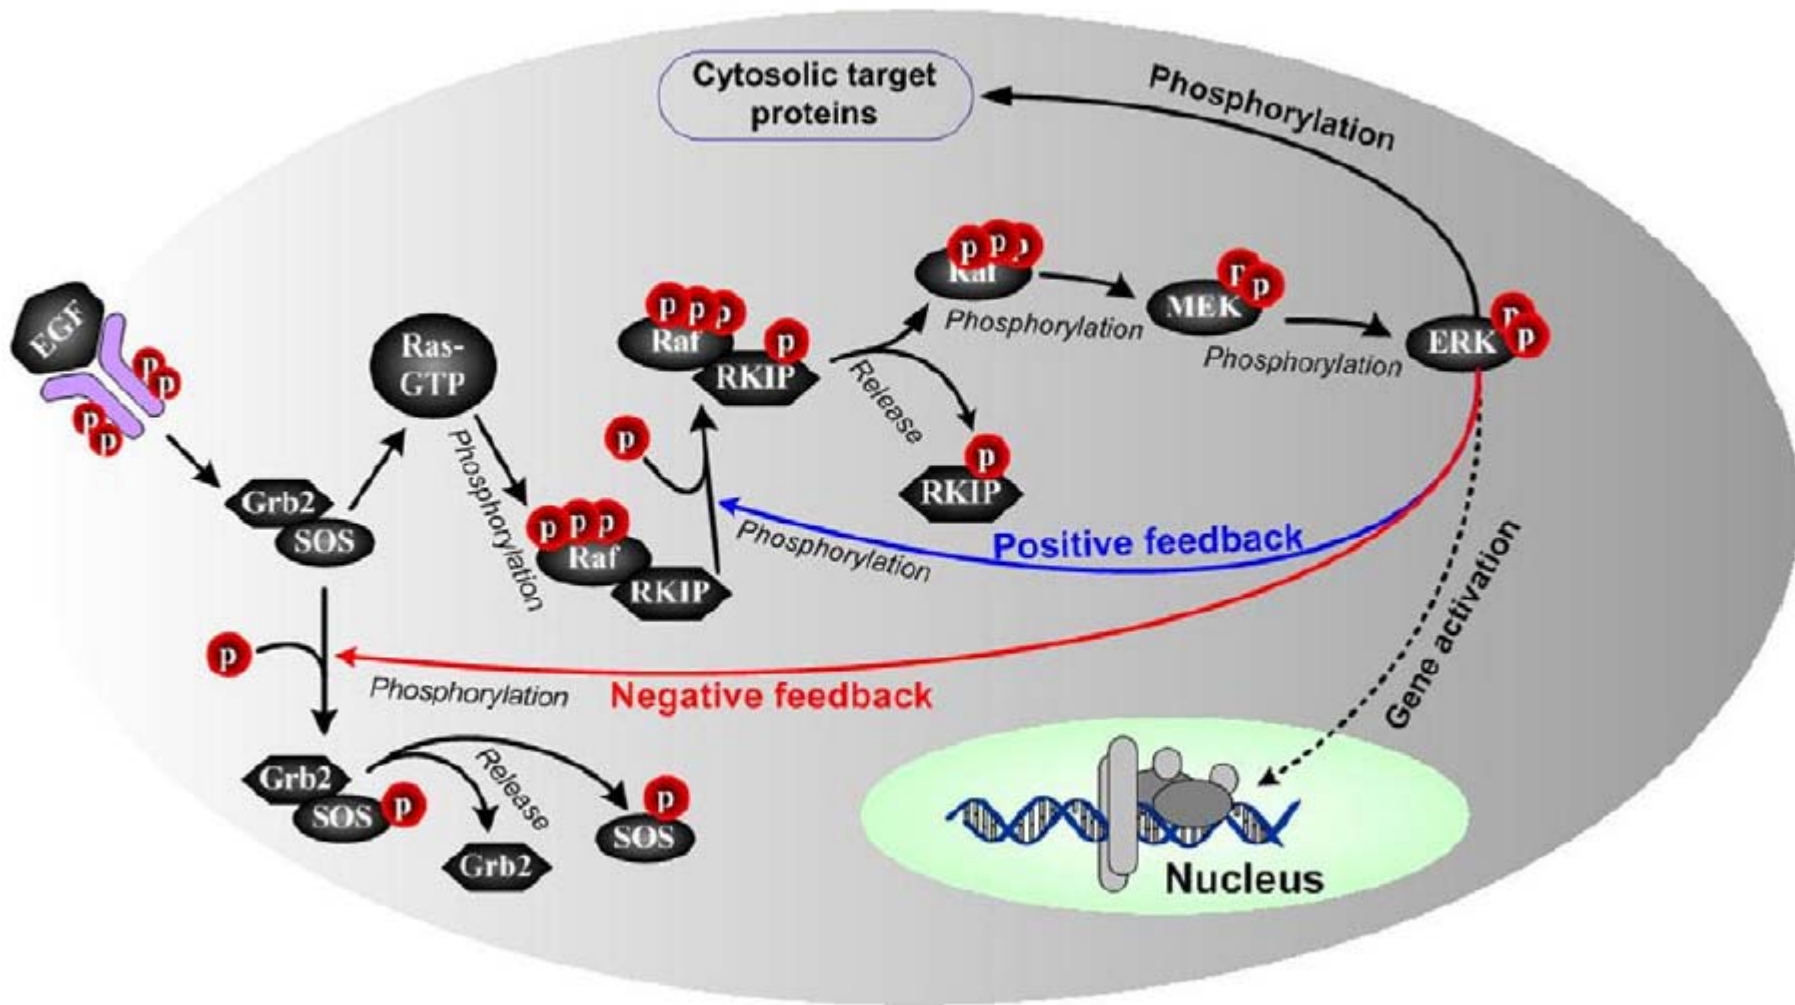 Cytosolic target
proteins
Phosphorylation
EGF
p
p
p
p
Grb2
SOS
Ras-
GTP
Phosphorylation
p
p
p
Raf
RKIP
p
p
p
p
Raf
p
RKIP
Release
p
p
p
Raf
Phosphorylation
p
p
MEK
Phosphorylation
p
p
ERK
p
RKIP
Positive feedback
Phosphorylation
Gene activation
p
Phosphorylation
Negative feedback
Grb2
SOS
p
Release
Grb2
p
SOS
Nucleus